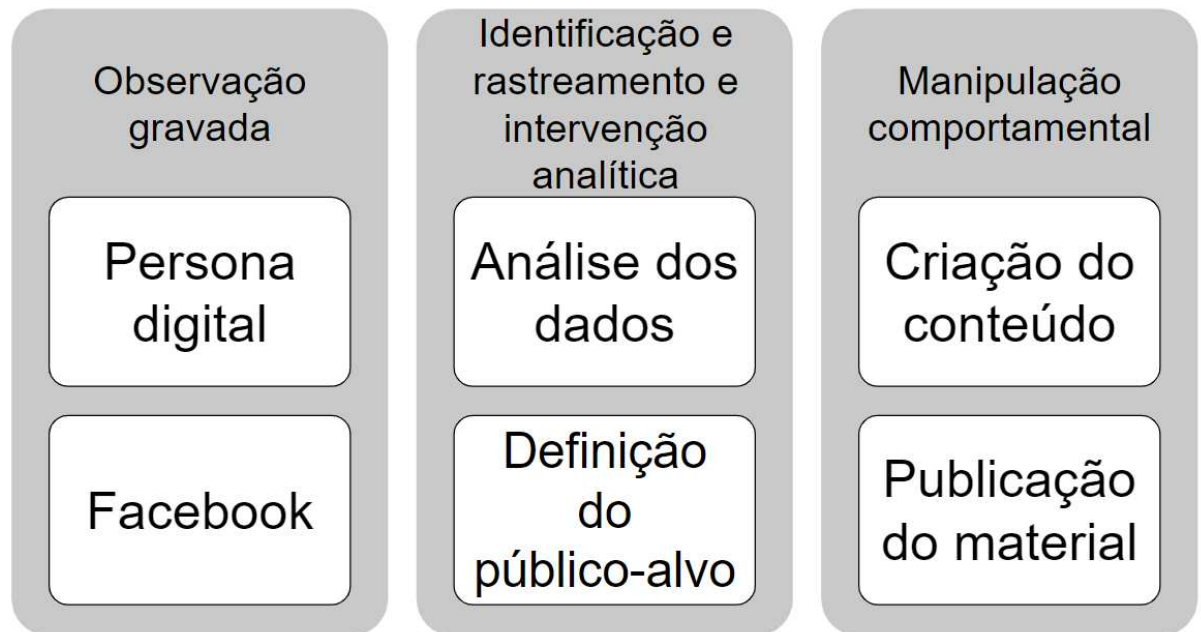 Observação
gravada
Persona
digital
Facebook
Identificação e
rastreamento e
intervenção
analítica
Análise dos
dados
Definição
do
público-alvo
Manipulação
comportamental
Criação do
conteúdo
Publicação
do material